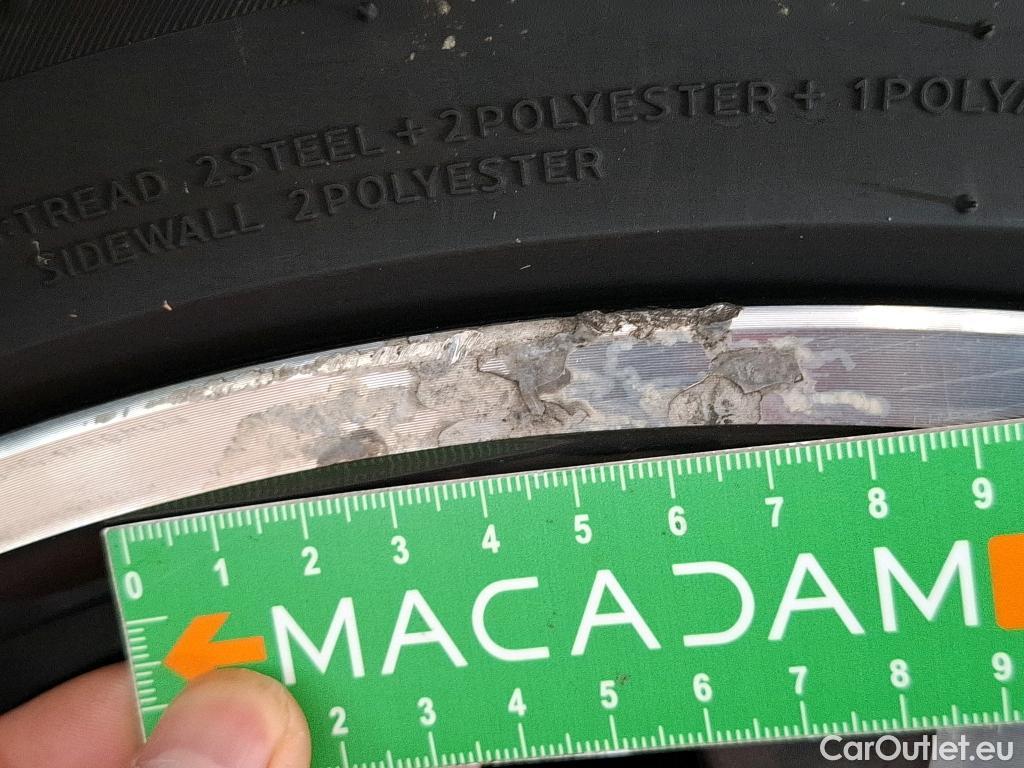 TREAD 2STEEL + 2POLYESTER + 1POLY
SIDEWALL 2POLYESTER
0 1 2 3 4 5 6 7 8 9
MACADAM
2 3 4 5 6 7 8 9
CarOutlet.eu